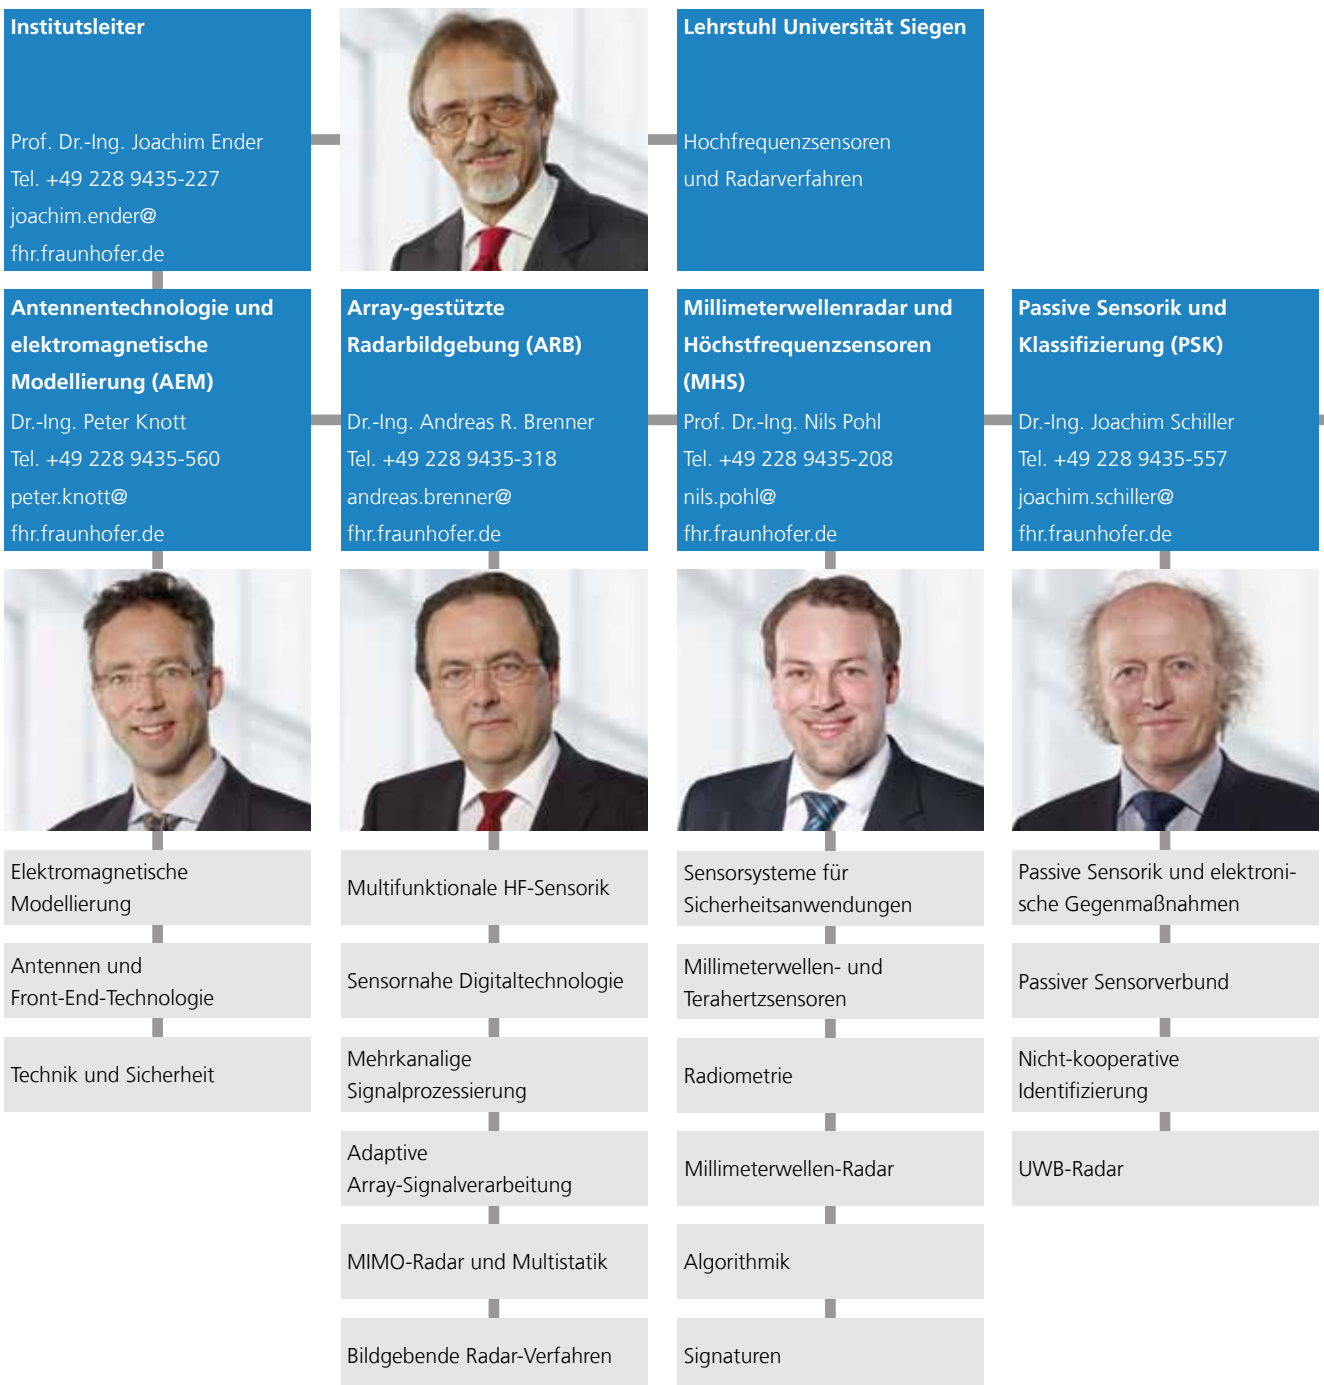 Institutsleiter
Prof. Dr.-Ing. Joachim Ender
Tel. +49 228 9435-227
joachim.ender@
fhr.fraunhofer.de
Lehrstuhl Universität Siegen
Hochfrequenzsensoren
und Radarverfahren
Antennentechnologie und
elektromagnetische
Modellierung (AEM)
Dr.-Ing. Peter Knott
Tel. +49 228 9435-560
peter.knott@
fhr.fraunhofer.de
Array-gestützte
Radarbildgebung (ARB)
Dr.-Ing. Andreas R. Brenner
Tel. +49 228 9435-318
andreas.brenner@
fhr.fraunhofer.de
Millimeterwellenradar und
Höchstfrequenzsensoren
(MHS)
Prof. Dr.-Ing. Nils Pohl
Tel. +49 228 9435-208
nils.pohl@
fhr.fraunhofer.de
Passive Sensorik und
Klassifizierung (PSK)
Dr.-Ing. Joachim Schiller
Tel. +49 228 9435-557
joachim.schiller@
fhr.fraunhofer.de
Elektromagnetische
Modellierung
Antennen und
Front-End-Technologie
Technik und Sicherheit
Multifunktionale HF-Sensorik
Sensornahe Digitaltechnologie
Mehrkanalige
Signalprozessierung
Adaptive
Array-Signalverarbeitung
MIMO-Radar und Multistatik
Bildgebende Radar-Verfahren
Sensorsysteme für
Sicherheitsanwendungen
Millimeterwellen- und
Terahertzsensoren
Radiometrie
Millimeterwellen-Radar
Algorithmik
Signaturen
Passive Sensorik und elektroni-
sche Gegenmaßnahmen
Passiver Sensorverbund
Nicht-kooperative
Identifizierung
UWB-Radar